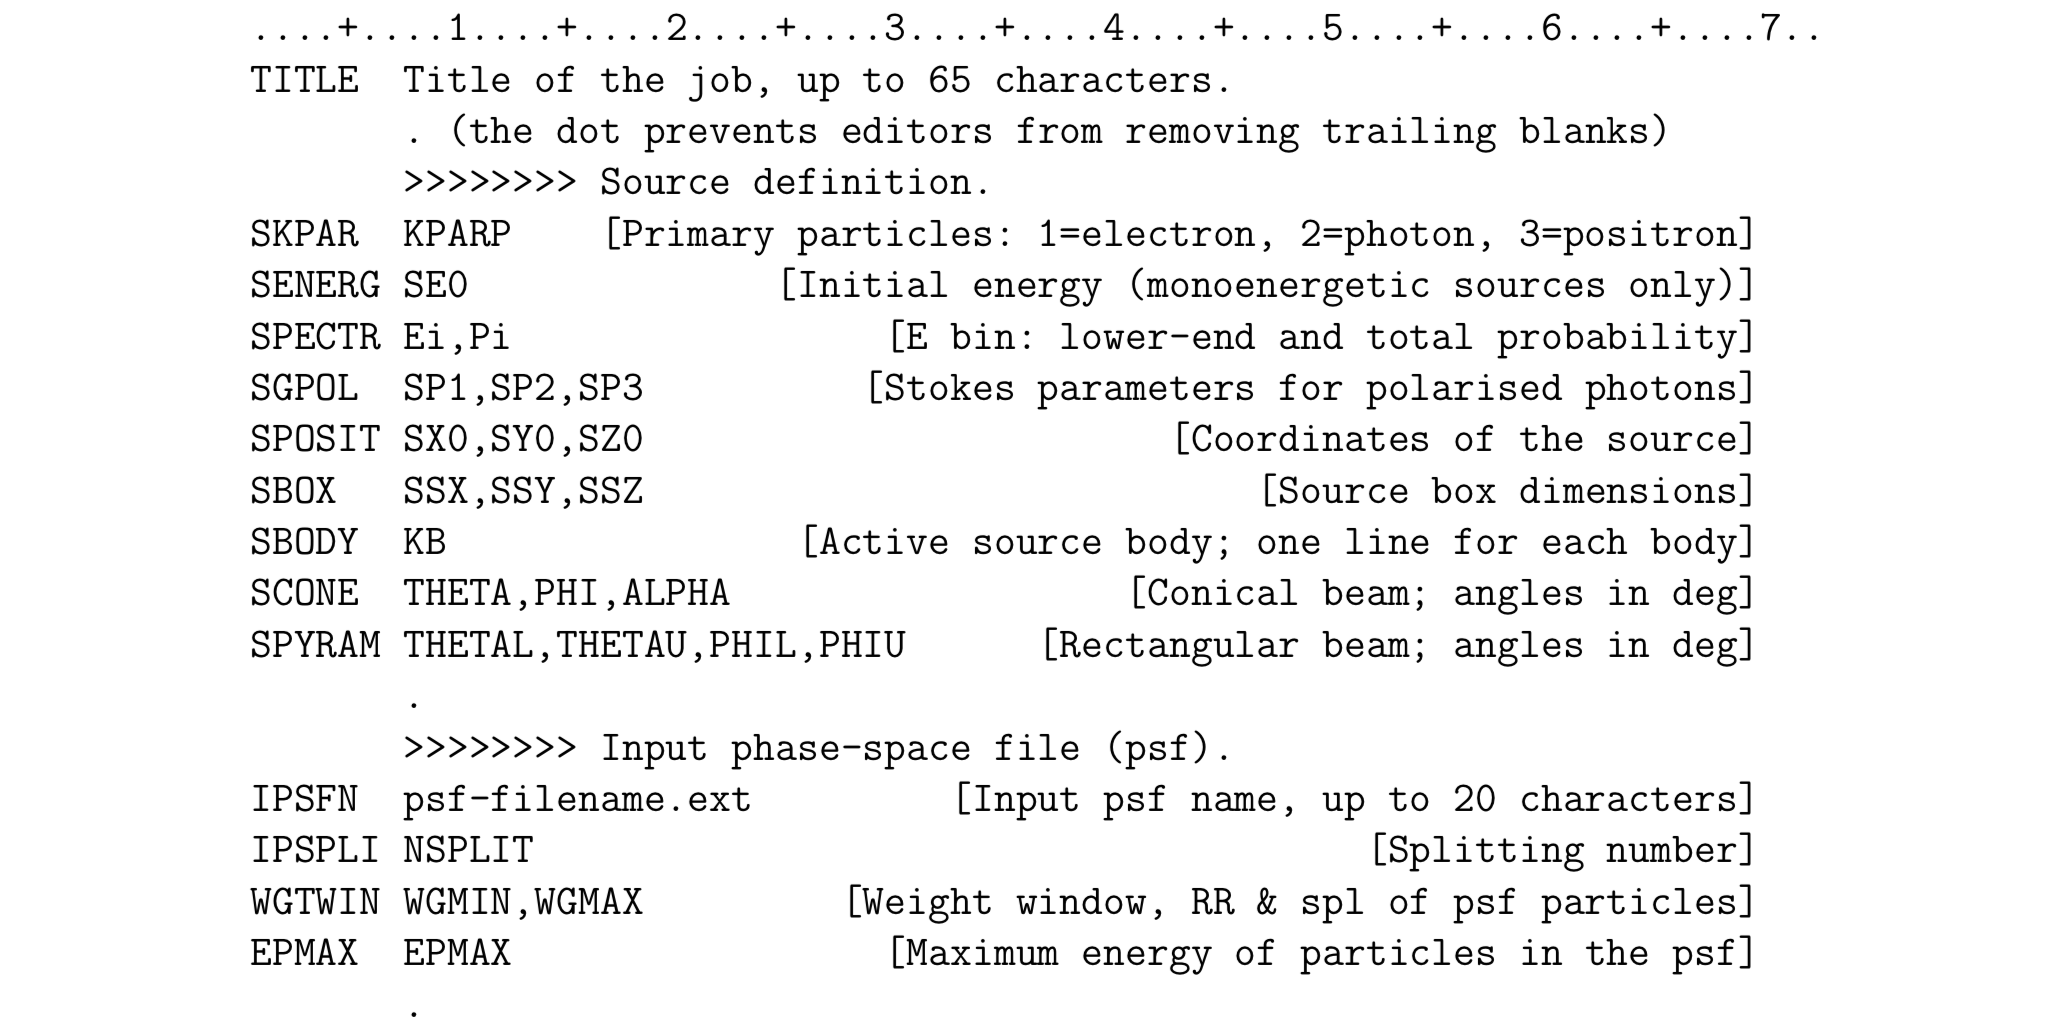 ....+....1....+....2....+....3....+....4....+....5....+....6....+....7..
TITLE  Title of the job, up to 65 characters.
       . (the dot prevents editors from removing trailing blanks)
       >>>>>>>> Source definition.
SKPAR  KPARP    [Primary particles: 1=electron, 2=photon, 3=positron]
SENERG SE0              [Initial energy (monoenergetic sources only)]
SPECTR Ei,Pi                 [E bin: lower-end and total probability]
SGPOL  SP1,SP2,SP3          [Stokes parameters for polarised photons]
SPOSIT SX0,SY0,SZ0                        [Coordinates of the source]
SBOX   SSX,SSY,SSZ                            [Source box dimensions]
SBODY  KB                [Active source body; one line for each body]
SCONE  THETA,PHI,ALPHA                  [Conical beam; angles in deg]
SPYRAM THETAL,THETAU,PHIL,PHIU      [Rectangular beam; angles in deg]
       .
       >>>>>>>> Input phase-space file (psf).
IPSFN  psf-filename.ext         [Input psf name, up to 20 characters]
IPSPLI NSPLIT                                      [Splitting number]
WGTWIN WGMIN,WGMAX         [Weight window, RR & spl of psf particles]
EPMAX  EPMAX                 [Maximum energy of particles in the psf]
       .